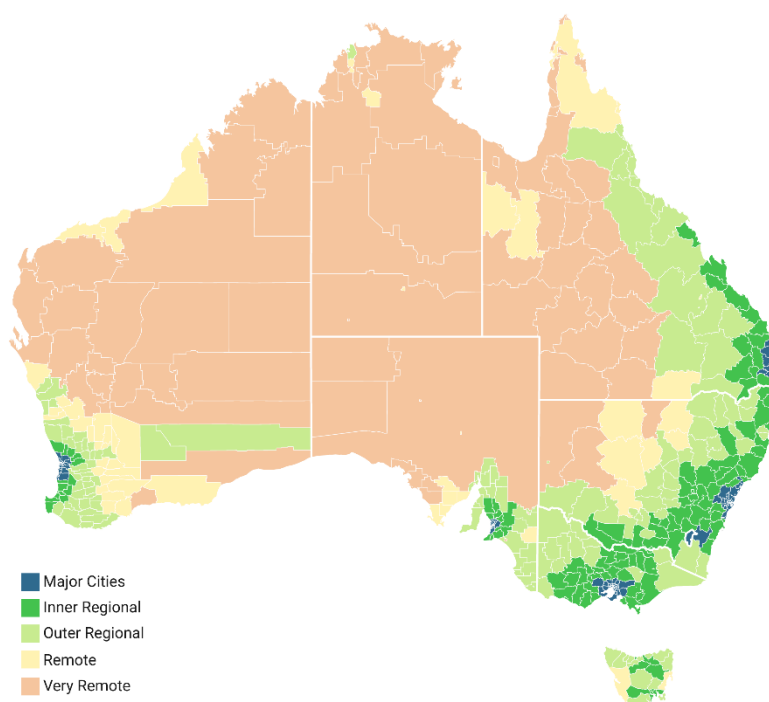 Major Cities
Inner Regional
Outer Regional
Remote
Very Remote